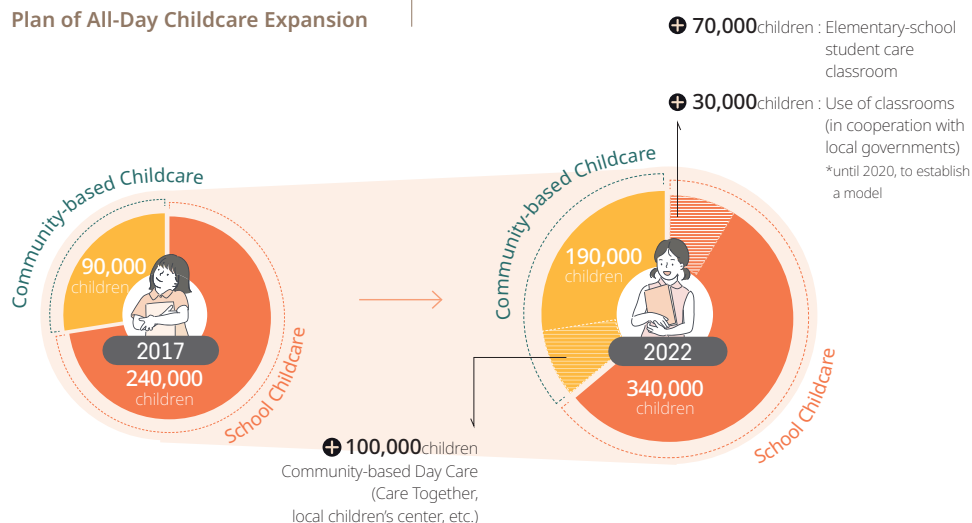 Plan of All-Day Childcare Expansion
+ 70,000children : Elementary-school
student care
classroom
+ 30,000children : Use of classrooms
(in cooperation with
local governments)
*until 2020, to establish
a model
Community-based Childcare
90,000
children
2017
240,000
children
School Childcare
Community-based Childcare
190,000
children
2022
340,000
children
School Childcare
+ 100,000children
Community-based Day Care
(Care Together,
local children's center, etc.)